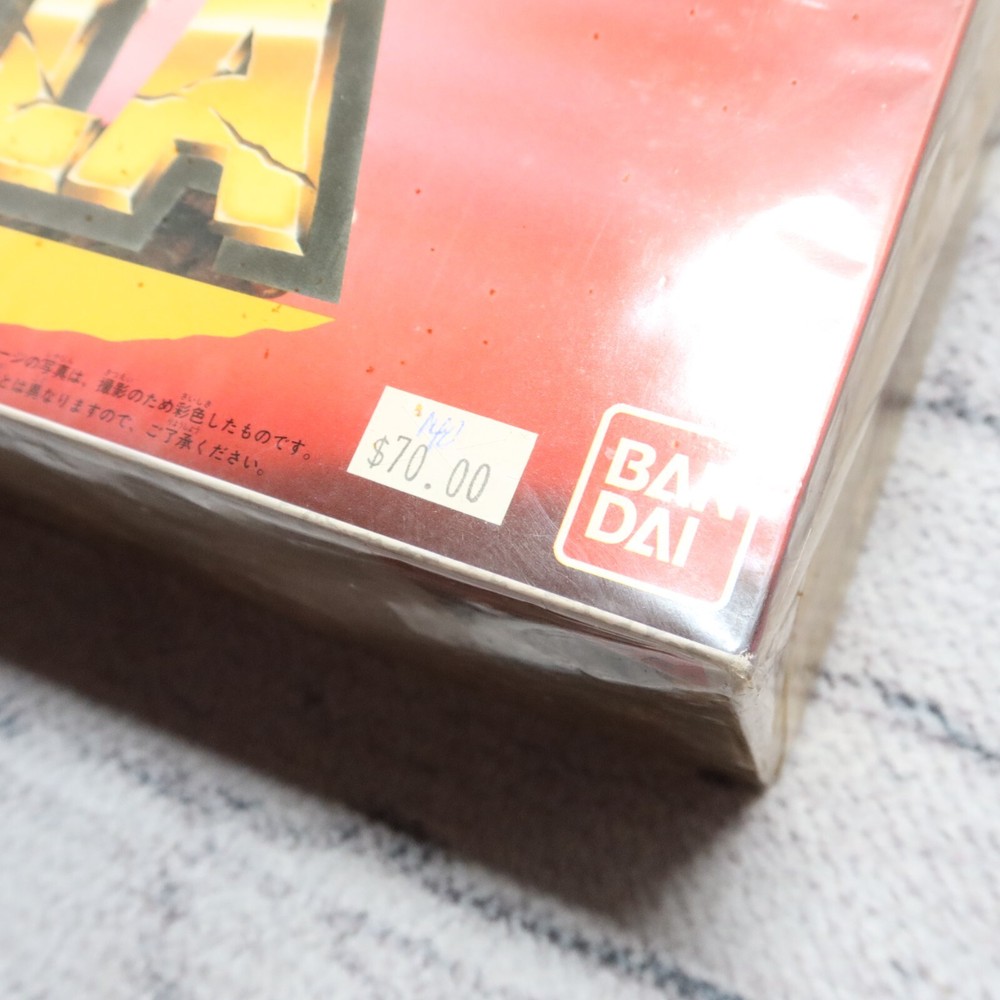 LA
ージの写真は、撮影のため彩色したものです。
とは異なりますので、ご了承ください。
$70.00
BAN
DAI